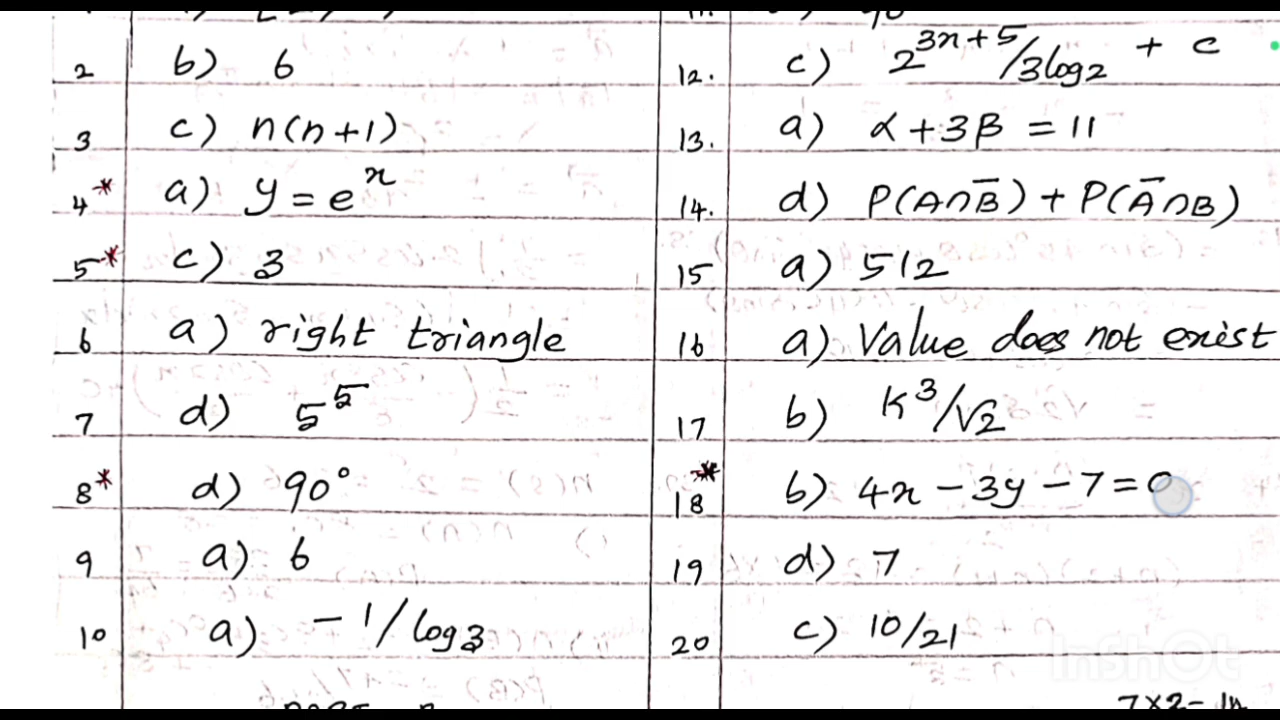 2 b) 6
3 c) n(n+1)
4* a) y = e^x
5* c) 3
6 a) right triangle
7 d) 5^5
8* d) 90°
9 a) 6
10 a) -1/log3
12. c) 2^(3x+5)/3log2 + c
13. a) α+3β = 11
14. d) P(A∩B̅) + P(A̅∩B)
15 a) 512
16 a) Value does not exist
17 b) K^3/√2
18* b) 4x - 3y - 7 = 0
19 d) 7
20 c) 10/21
InShOt